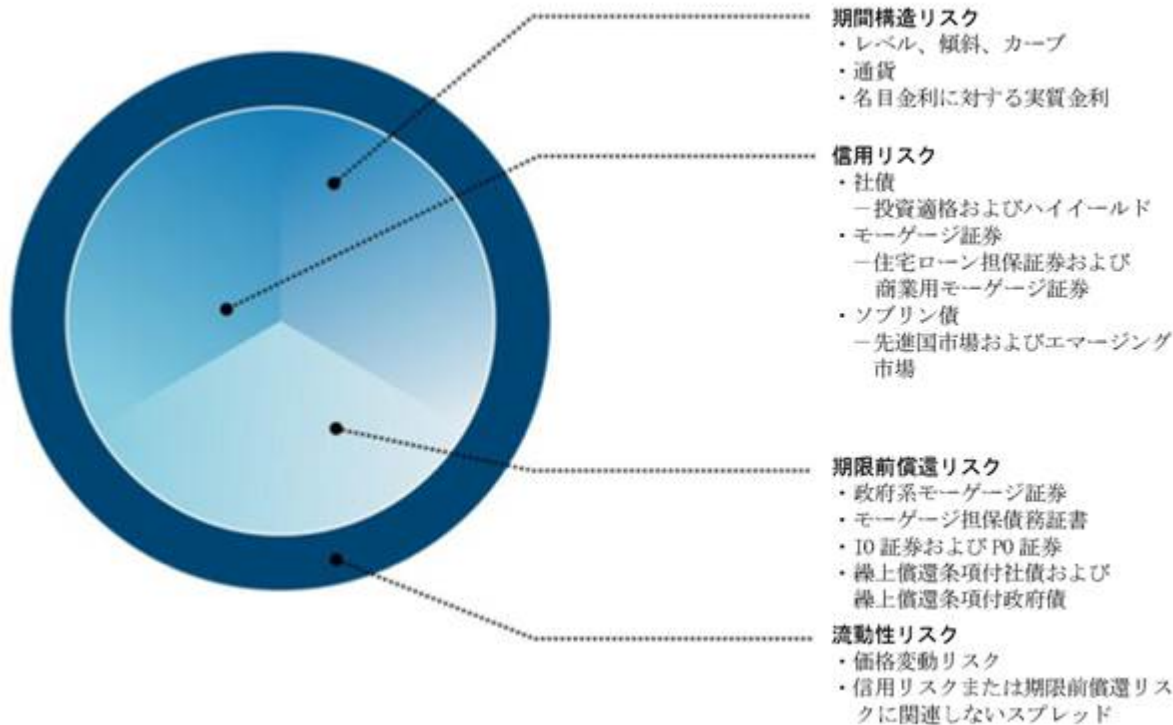 期間構造リスク
・レベル、傾斜、カーブ
・通貨
・名目金利に対する実質金利
信用リスク
・社債
－投資適格およびハイイールド
・モーゲージ証券
－住宅ローン担保証券および
商業用モーゲージ証券
・ソブリン債
－先進国市場およびエマージング
市場
期限前償還リスク
・政府系モーゲージ証券
・モーゲージ担保債務証書
・IO 証券および PO 証券
・繰上償還条項付社債および
繰上償還条項付政府債
流動性リスク
・価格変動リスク
・信用リスクまたは期限前償還リス
クに関連しないスプレッド